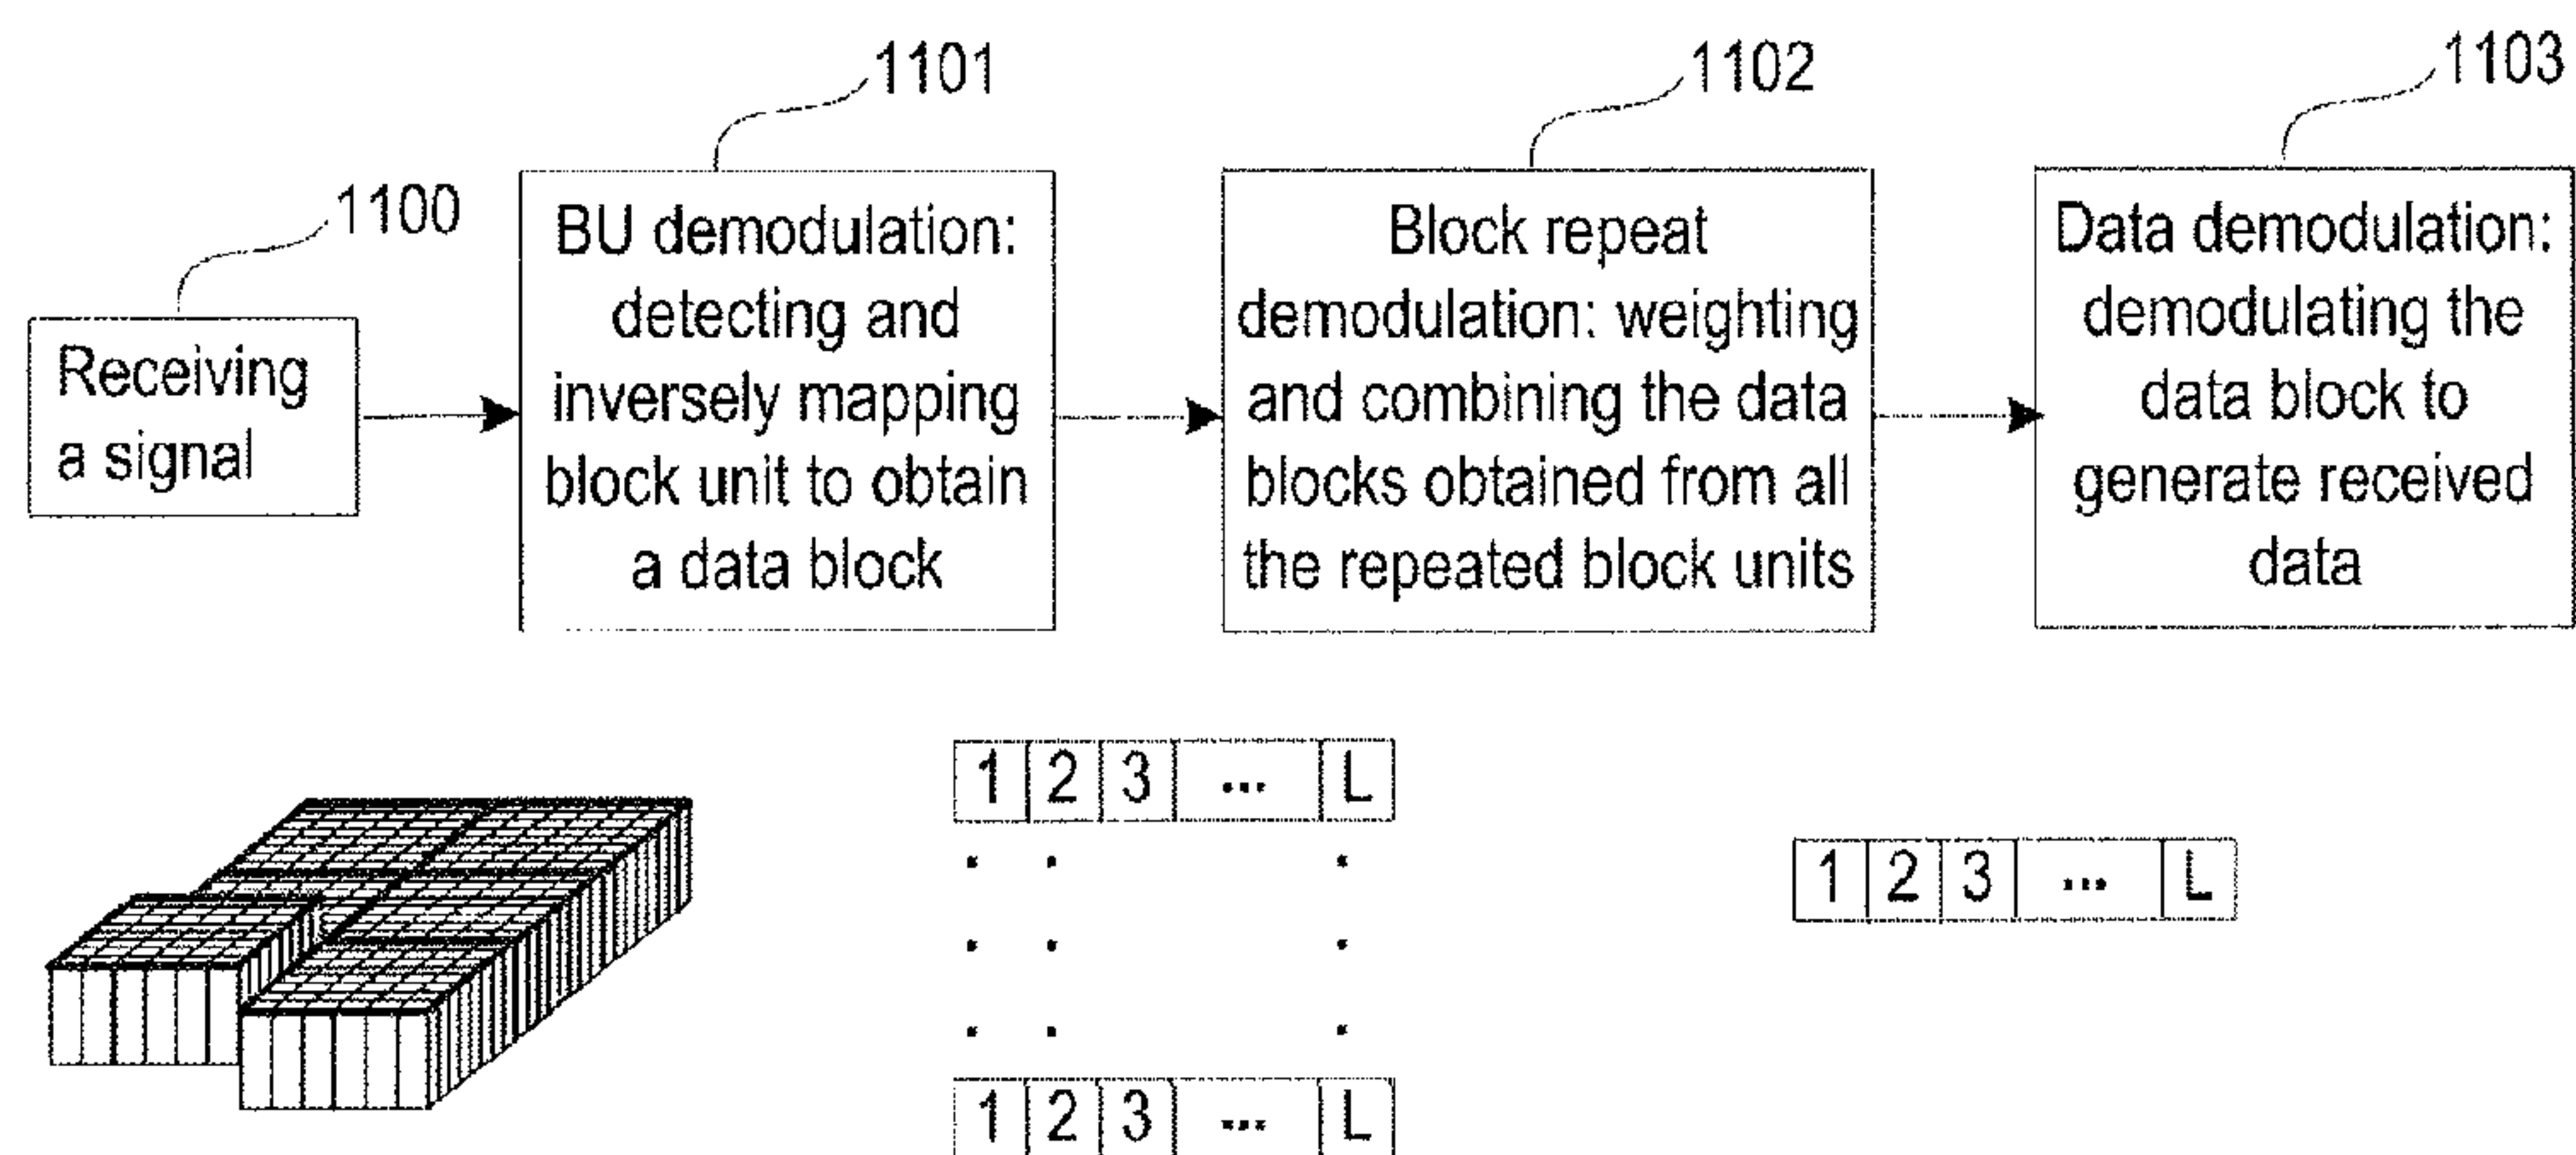 1100
Receiving
a signal
1101
BU demodulation:
detecting and
inversely mapping
block unit to obtain
a data block
1102
Block repeat
demodulation: weighting
and combining the data
blocks obtained from all
the repeated block units
1103
Data demodulation:
demodulating the
data block to
generate received
data
1 2 3 ... L
1 2 3 ... L
1 2 3 ... L